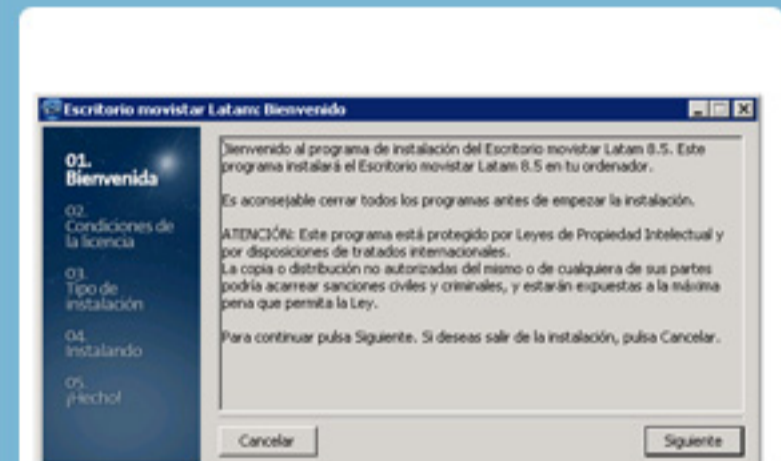 Escritorio movistar Latam: Bienvenido
01.
Bienvenida
02.
Condiciones de
la licencia
03.
Tipo de
instalación
04.
Instalando
05.
¡Hecho!
Bienvenido al programa de instalación del Escritorio movistar Latam 8.5. Este
programa instalará el Escritorio movistar Latam 8.5 en tu ordenador.
Es aconsejable cerrar todos los programas antes de empezar la instalación.
ATENCIÓN: Este programa está protegido por Leyes de Propiedad Intelectual y
por disposiciones de tratados internacionales.
La copia o distribución no autorizadas del mismo o de cualquiera de sus partes
podría acarrear sanciones civiles y criminales, y estarán expuestas a la máxima
pena que permita la Ley.
Para continuar pulsa Siguiente. Si deseas salir de la instalación, pulsa Cancelar.
Cancelar
Siguiente